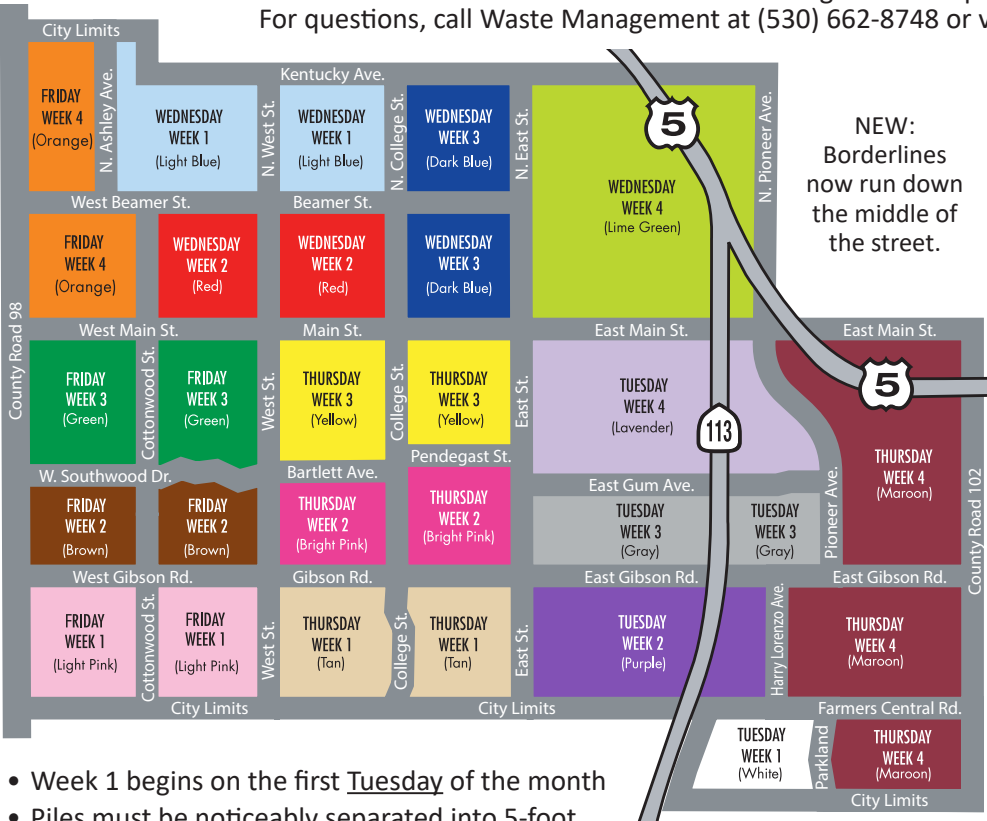 For questions, call Waste Management at (530) 662-8748 or v
City Limits
Kentucky Ave.
5
NEW:
Borderlines
now run down
the middle of
the street.
FRIDAY
WEEK 4
(Orange)
N. Ashley Ave.
WEDNESDAY
WEEK 1
(Light Blue)
N. West St.
WEDNESDAY
WEEK 1
(Light Blue)
N. College St.
WEDNESDAY
WEEK 3
(Dark Blue)
N. East St.
WEDNESDAY
WEEK 4
(Lime Green)
N. Pioneer Ave.
West Beamer St.
Beamer St.
FRIDAY
WEEK 4
(Orange)
WEDNESDAY
WEEK 2
(Red)
WEDNESDAY
WEEK 2
(Red)
WEDNESDAY
WEEK 3
(Dark Blue)
County Road 98
West Main St.
Main St.
East Main St.
East Main St.
5
FRIDAY
WEEK 3
(Green)
Cottonwood St.
FRIDAY
WEEK 3
(Green)
West St.
THURSDAY
WEEK 3
(Yellow)
College St.
THURSDAY
WEEK 3
(Yellow)
East St.
TUESDAY
WEEK 4
(Lavender)
113
THURSDAY
WEEK 4
(Maroon)
County Road 102
W. Southwood Dr.
Bartlett Ave.
Pendegast St.
East Gum Ave.
Pioneer Ave.
FRIDAY
WEEK 2
(Brown)
FRIDAY
WEEK 2
(Brown)
THURSDAY
WEEK 2
(Bright Pink)
THURSDAY
WEEK 2
(Bright Pink)
TUESDAY
WEEK 3
(Gray)
TUESDAY
WEEK 3
(Gray)
West Gibson Rd.
Gibson Rd.
East Gibson Rd.
East Gibson Rd.
FRIDAY
WEEK 1
(Light Pink)
Cottonwood St.
FRIDAY
WEEK 1
(Light Pink)
West St.
THURSDAY
WEEK 1
(Tan)
College St.
THURSDAY
WEEK 1
(Tan)
East St.
TUESDAY
WEEK 2
(Purple)
Harry Lorenzo Ave.
THURSDAY
WEEK 4
(Maroon)
City Limits
City Limits
Farmers Central Rd.
TUESDAY
WEEK 1
(White)
Parkland
THURSDAY
WEEK 4
(Maroon)
City Limits
• Week 1 begins on the first Tuesday of the month
• Piles must be noticeably separated into 5-foot